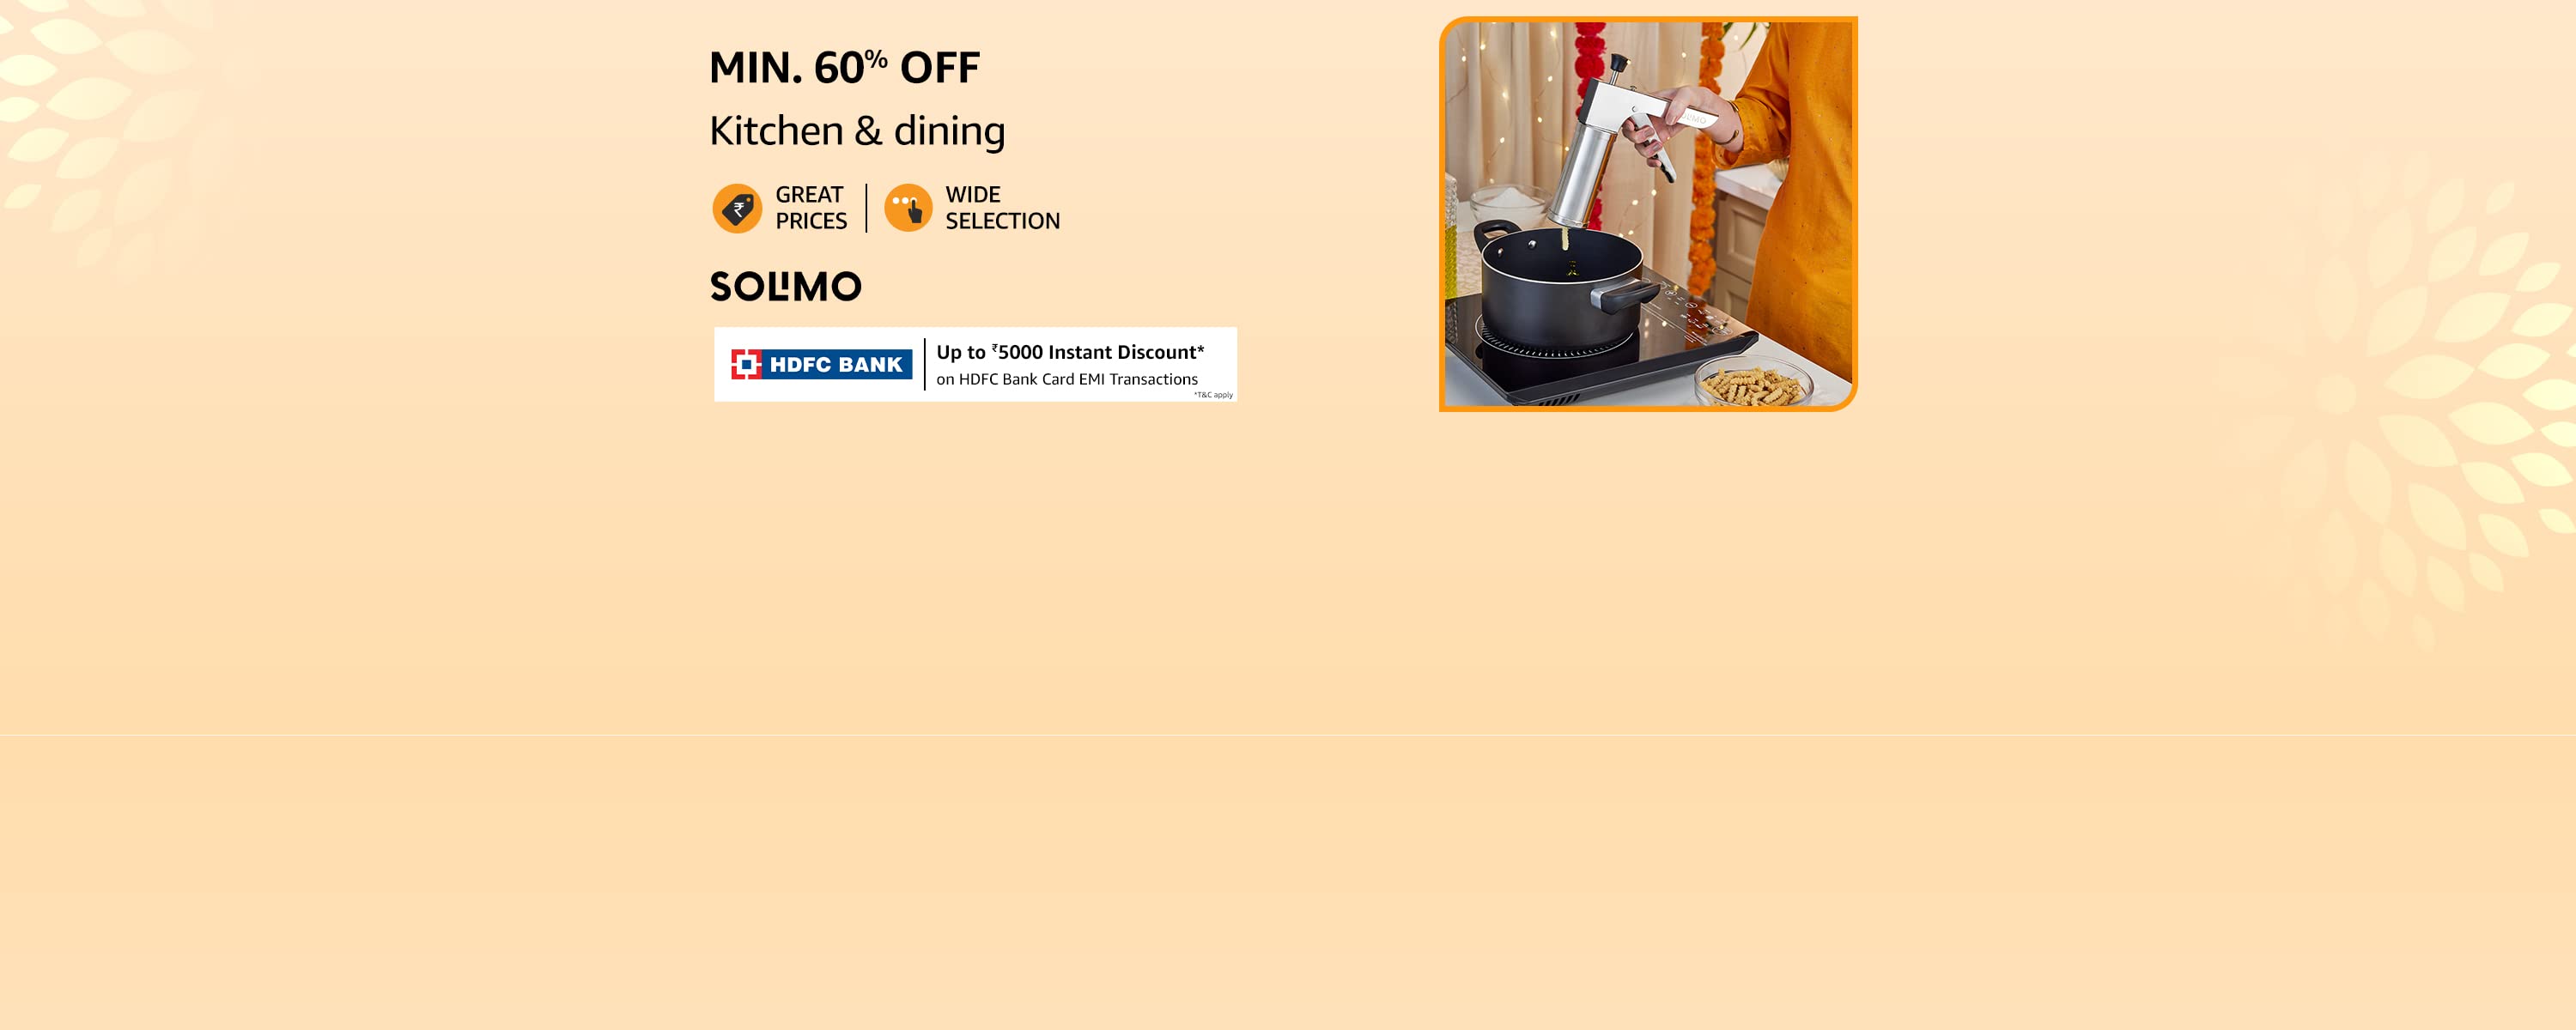 MIN. 60% OFF
Kitchen & dining
GREAT
PRICES
WIDE
SELECTION
SOLIMO
HDFC BANK
Up to ₹5000 Instant Discount*
on HDFC Bank Card EMI Transactions
*T&C apply
SOLIMO